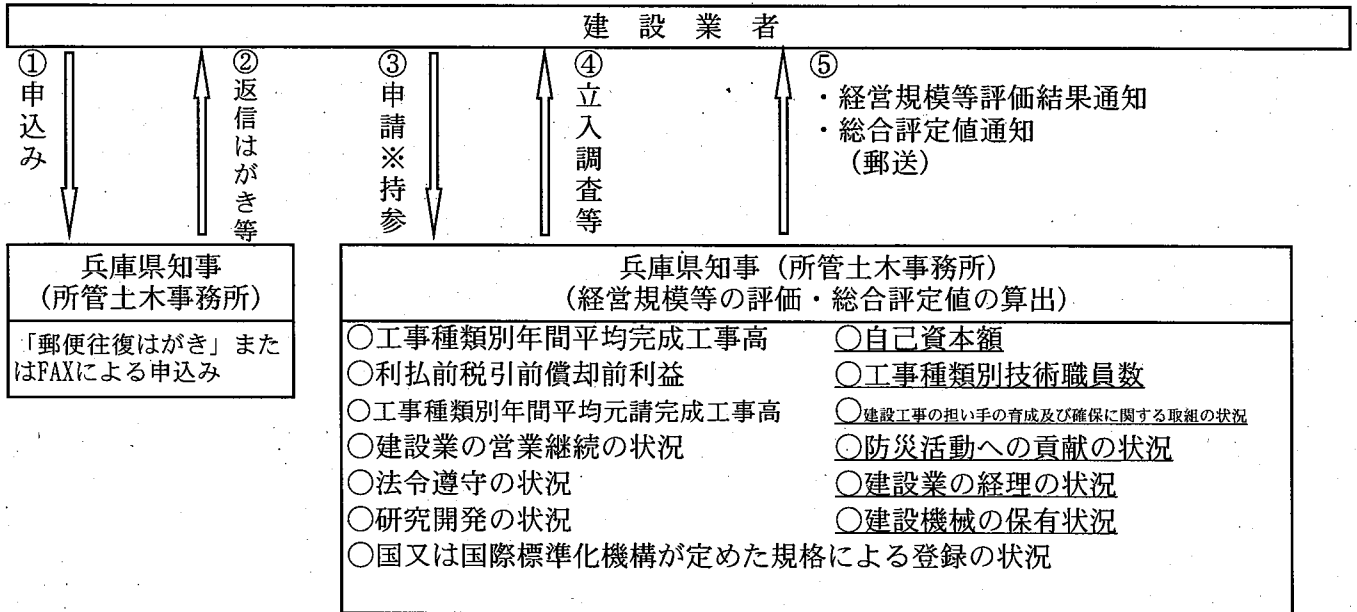 建設業者
①申込み
②返信はがき等
③申請※持参
④立入調査等
⑤
・経営規模等評価結果通知
・総合評定値通知
(郵送)
兵庫県知事
(所管土木事務所)
「郵便往復はがき」また
はFAXによる申込み
兵庫県知事(所管土木事務所)
(経営規模等の評価・総合評定値の算出)
○工事種類別年間平均完成工事高 ○自己資本額
○利払前税引前償却前利益 ○工事種類別技術職員数
○工事種類別年間平均元請完成工事高 ○建設工事の担い手の育成及び確保に関する取組の状況
○建設業の営業継続の状況 ○防災活動への貢献の状況
○法令遵守の状況 ○建設業の経理の状況
○研究開発の状況 ○建設機械の保有状況
○国又は国際標準化機構が定めた規格による登録の状況